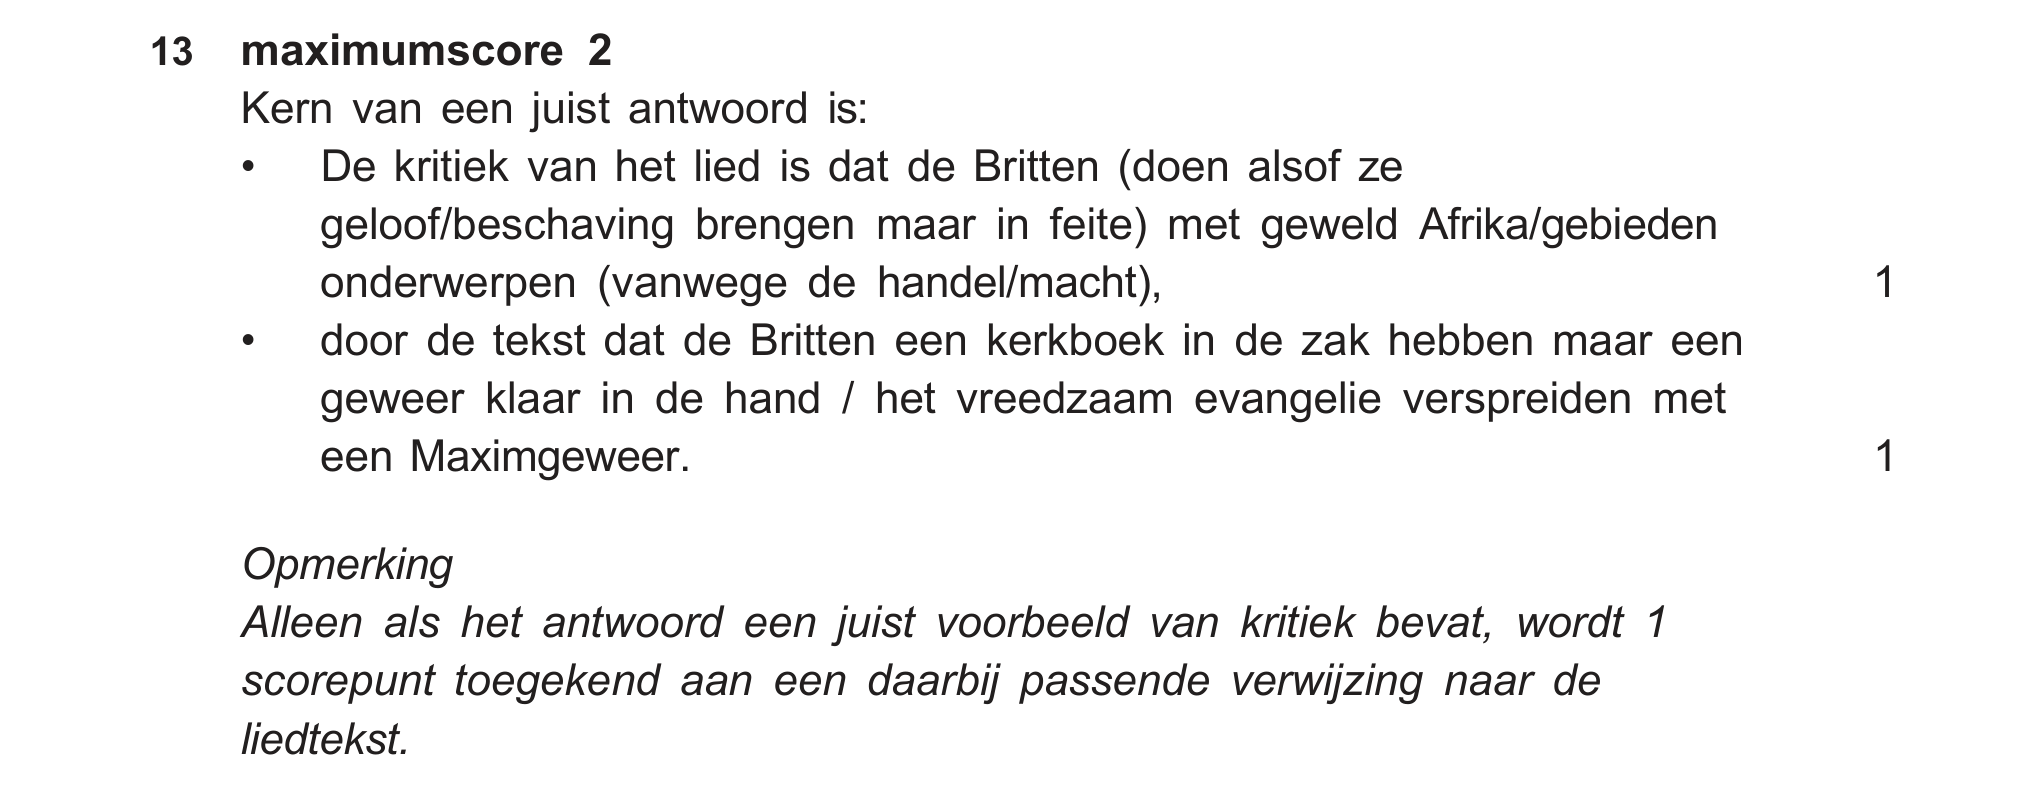 13 maximumscore 2
Kern van een juist antwoord is:
• De kritiek van het lied is dat de Britten (doen alsof ze
geloof/beschaving brengen maar in feite) met geweld Afrika/gebieden
onderwerpen (vanwege de handel/macht), 1
• door de tekst dat de Britten een kerkboek in de zak hebben maar een
geweer klaar in de hand / het vreedzaam evangelie verspreiden met
een Maximgeweer. 1
Opmerking
Alleen als het antwoord een juist voorbeeld van kritiek bevat, wordt 1
scorepunt toegekend aan een daarbij passende verwijzing naar de
liedtekst.